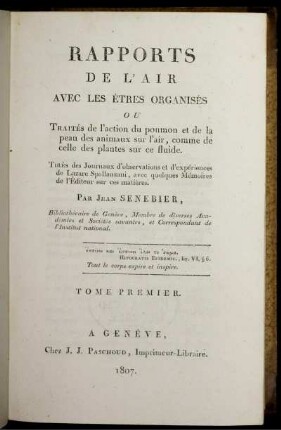 RAPPORTS
DE L'AIR
AVEC LES ÊTRES ORGANISÉS
OU
TRAITÉS de l'action du poumon et de la
peau des animaux sur l'air, comme de
celle des plantes sur ce fluide.
Tirés des Journaux d'observations et d'expériences
de Lazare Spallanzani, avec quelques Mémoires
de l'Éditeur sur ces matières.
PAR JEAN SENEBIER,
Bibliothécaire de Genève, Membre de diverses Aca-
démies et Sociétés savantes, et Correspondant de
l'Institut national.
VI, § 6.
Tout le corps expire et inspire.
TOME PREMIER.
A GENÈVE,
Chez J. J. PASCHOUD, Imprimeur-Libraire.
1807.